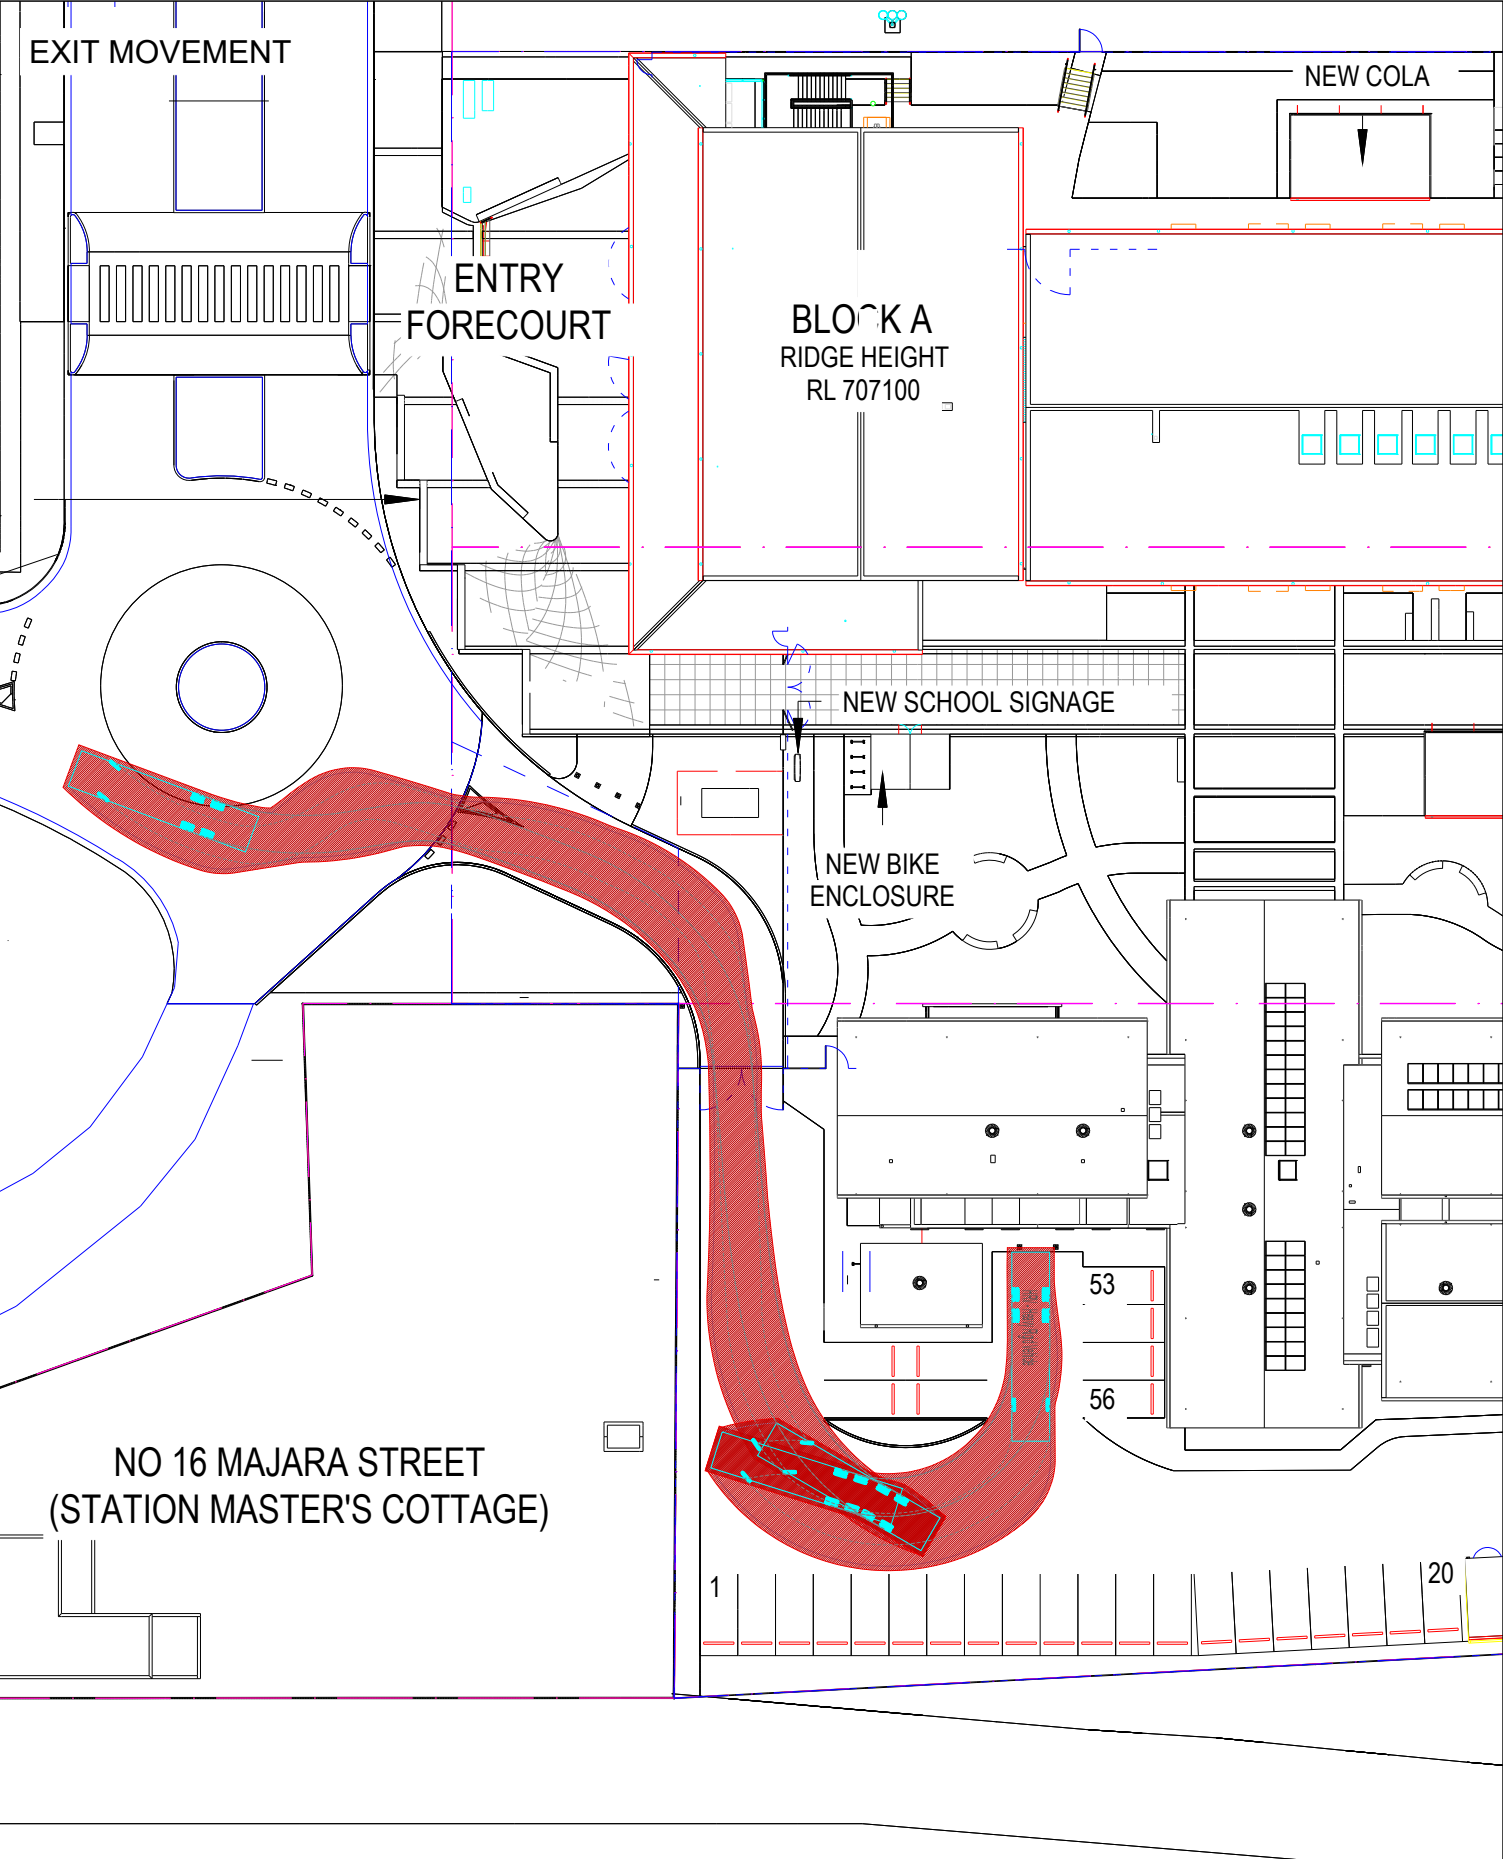 EXIT MOVEMENT
NEW COLA
ENTRY
FORECOURT
BLOCK A
RIDGE HEIGHT
RL 707100
NEW SCHOOL SIGNAGE
NEW BIKE
ENCLOSURE
53
56
NO 16 MAJARA STREET
(STATION MASTER'S COTTAGE)
1
20